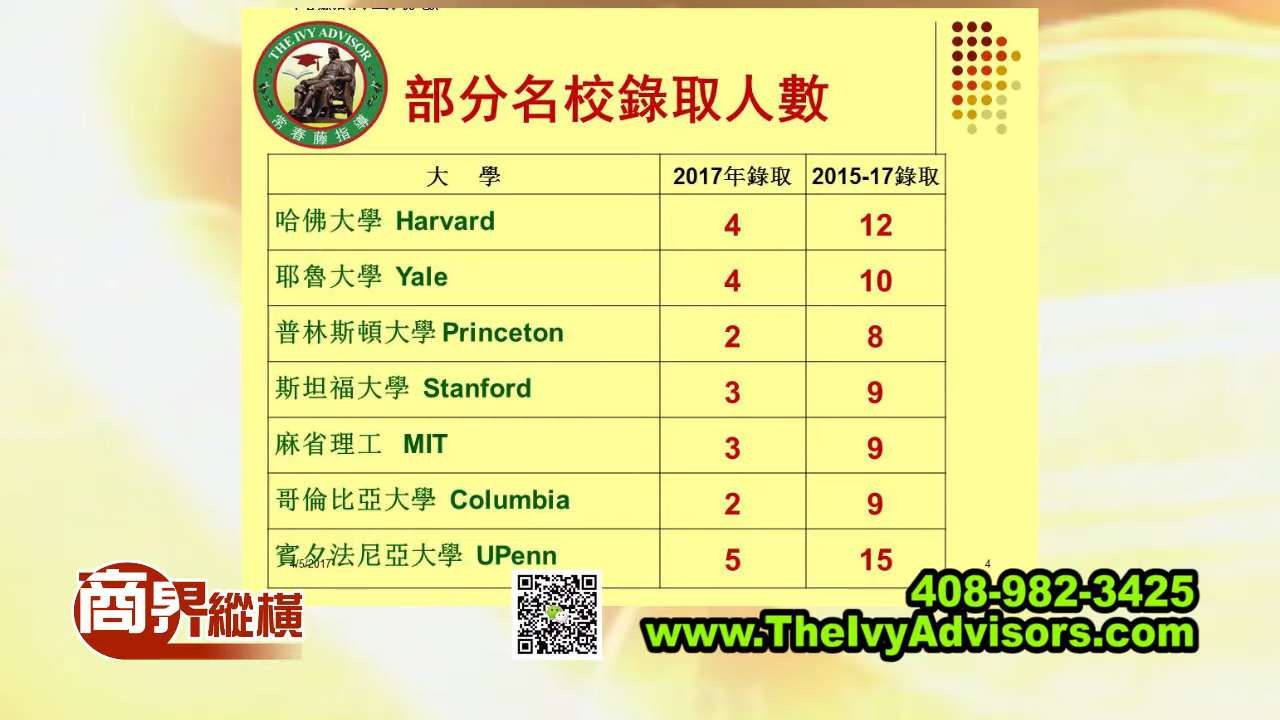 THE IVY ADVISOR
常春藤指導
部分名校錄取人數
大 學 2017年錄取 2015-17錄取
哈佛大學 Harvard 4 12
耶魯大學 Yale 4 10
普林斯頓大學 Princeton 2 8
斯坦福大學 Stanford 3 9
麻省理工 MIT 3 9
哥倫比亞大學 Columbia 2 9
賓夕法尼亞大學 UPenn 5 15
4/5/2017 4
商界縱橫
408-982-3425
www.TheIvyAdvisors.com